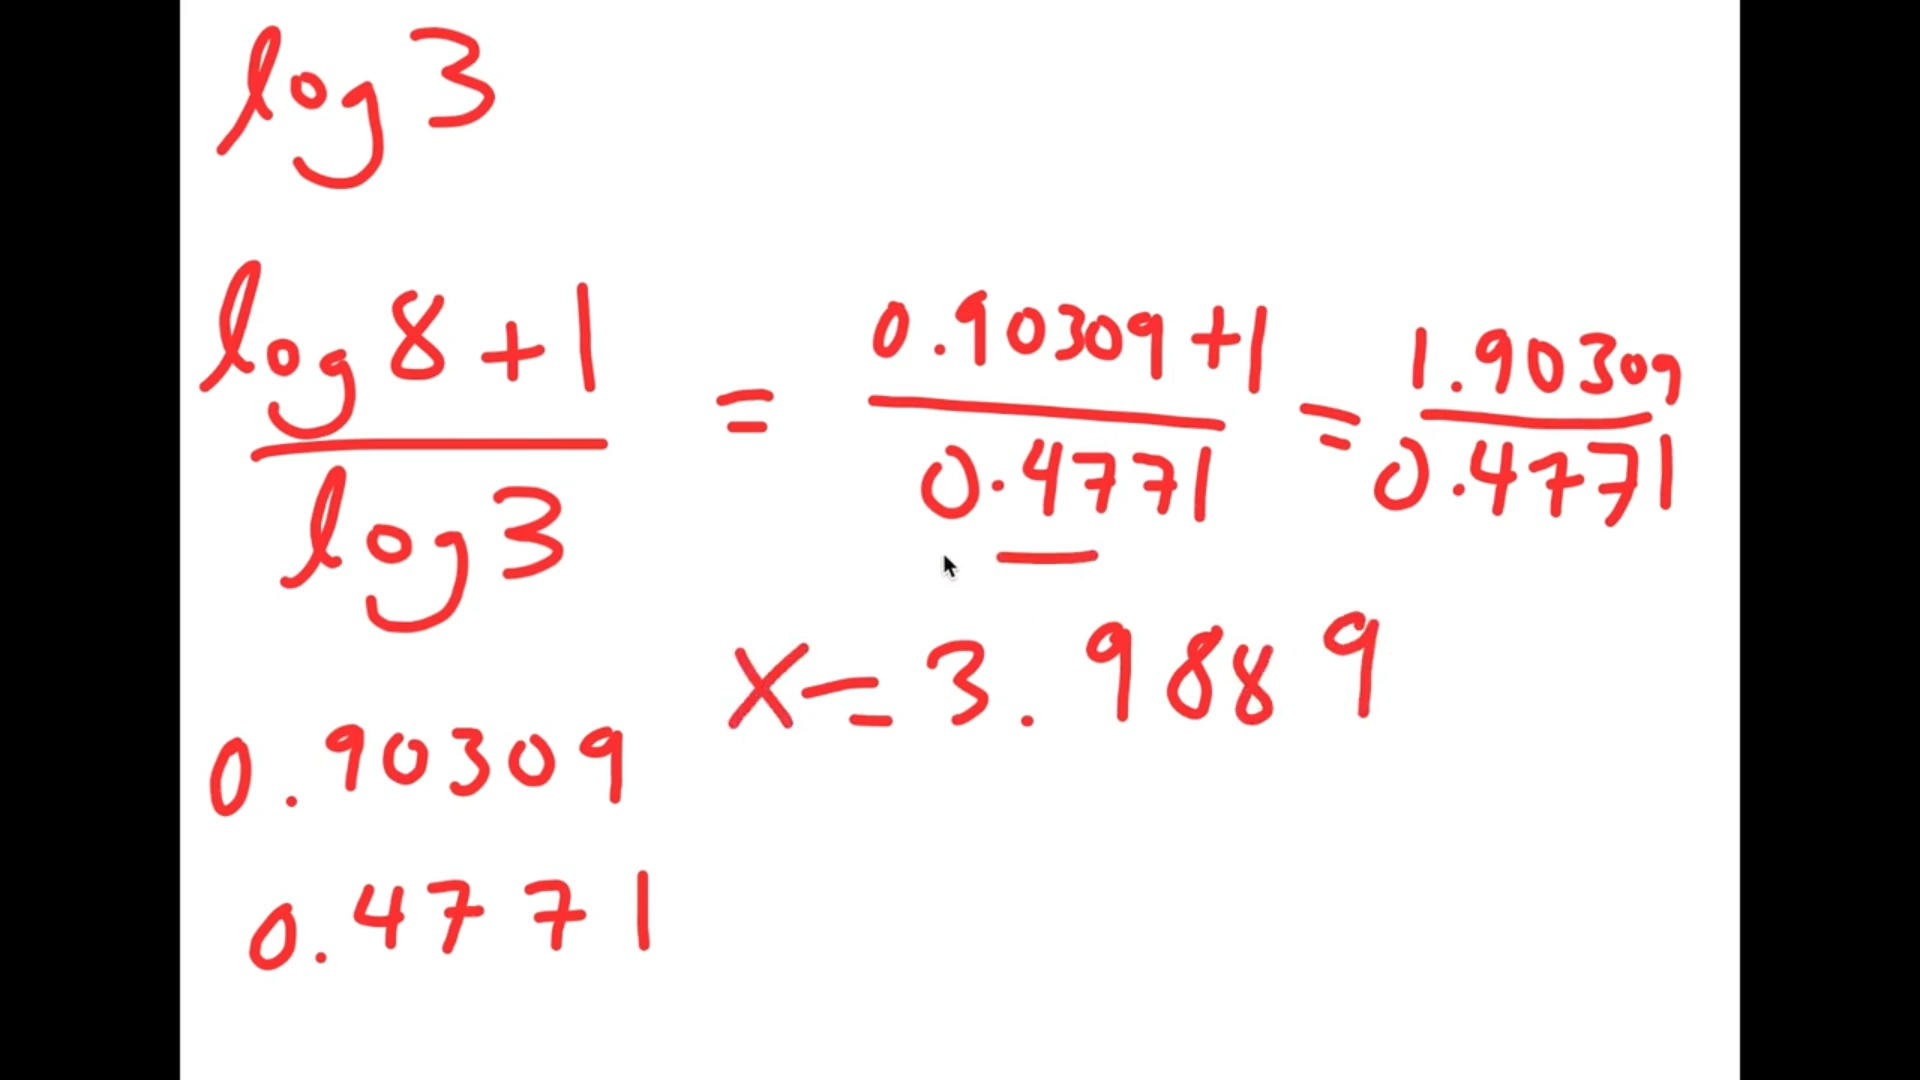 log 3
log 8 + 1
log 3
= 0.90309 + 1
0.4771
= 1.90309
0.4771
x = 3.9889
0.90309
0.4771